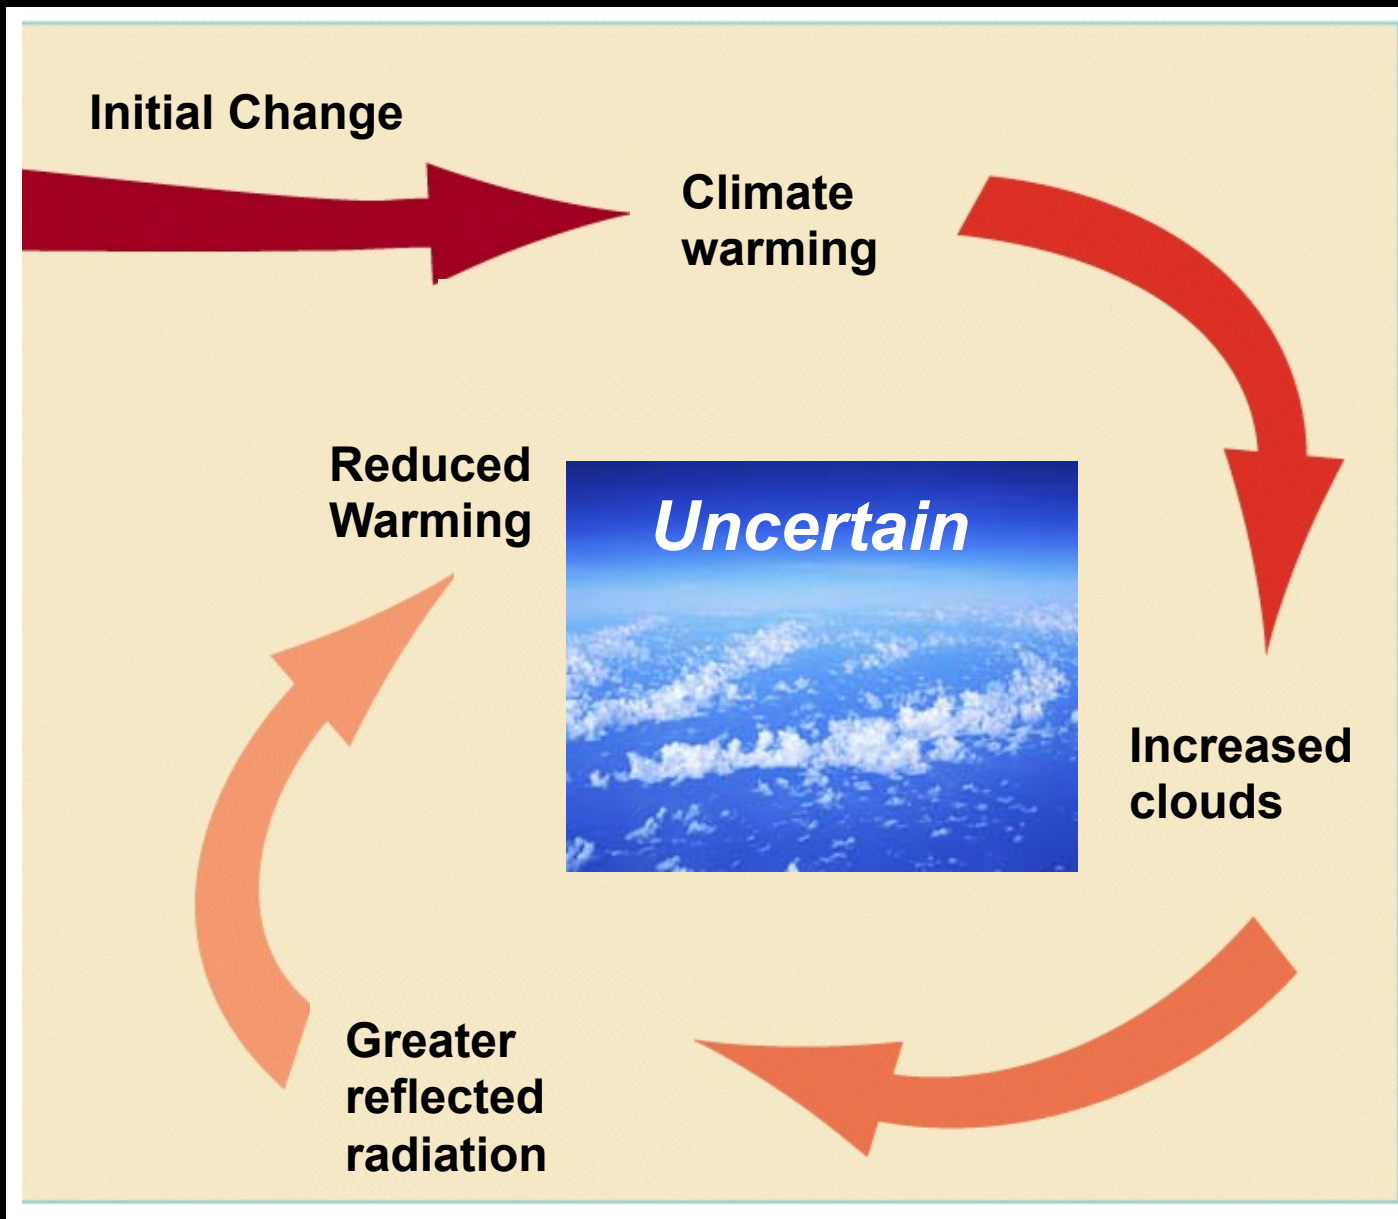 Initial Change
Climate
warming
Increased
clouds
Greater
reflected
radiation
Reduced
Warming
Uncertain